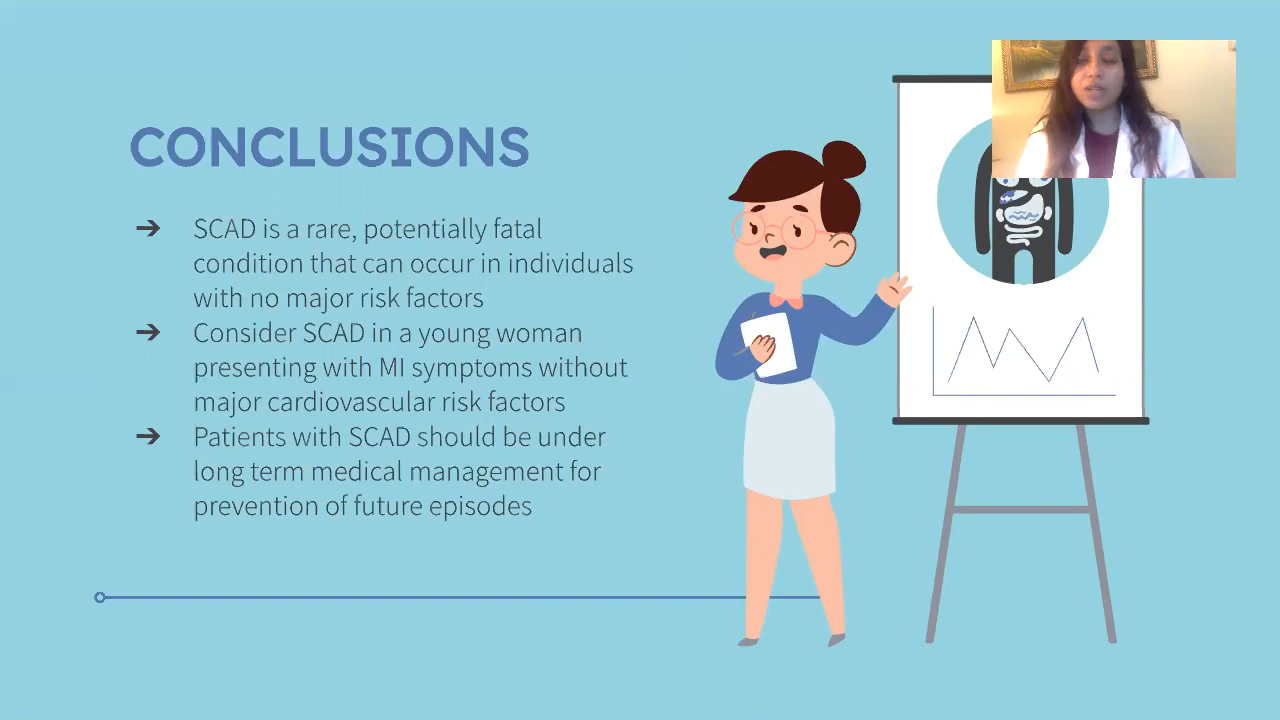 CONCLUSIONS
➔ SCAD is a rare, potentially fatal
condition that can occur in individuals
with no major risk factors
➔ Consider SCAD in a young woman
presenting with MI symptoms without
major cardiovascular risk factors
➔ Patients with SCAD should be under
long term medical management for
prevention of future episodes